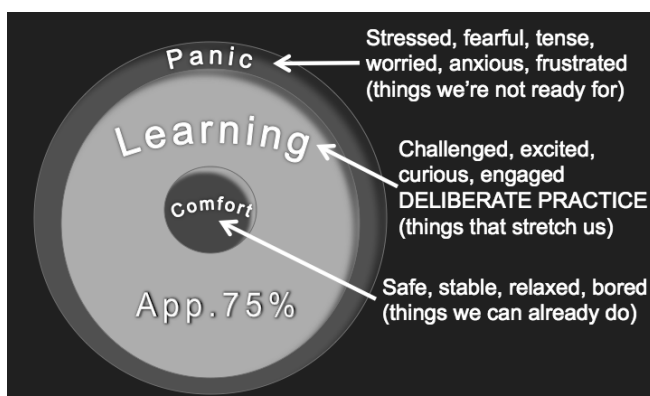 Panic
Stressed, fearful, tense,
worried, anxious, frustrated
(things we're not ready for)
Learning
Challenged, excited,
curious, engaged
DELIBERATE PRACTICE
(things that stretch us)
Comfort
Safe, stable, relaxed, bored
(things we can already do)
App.75%